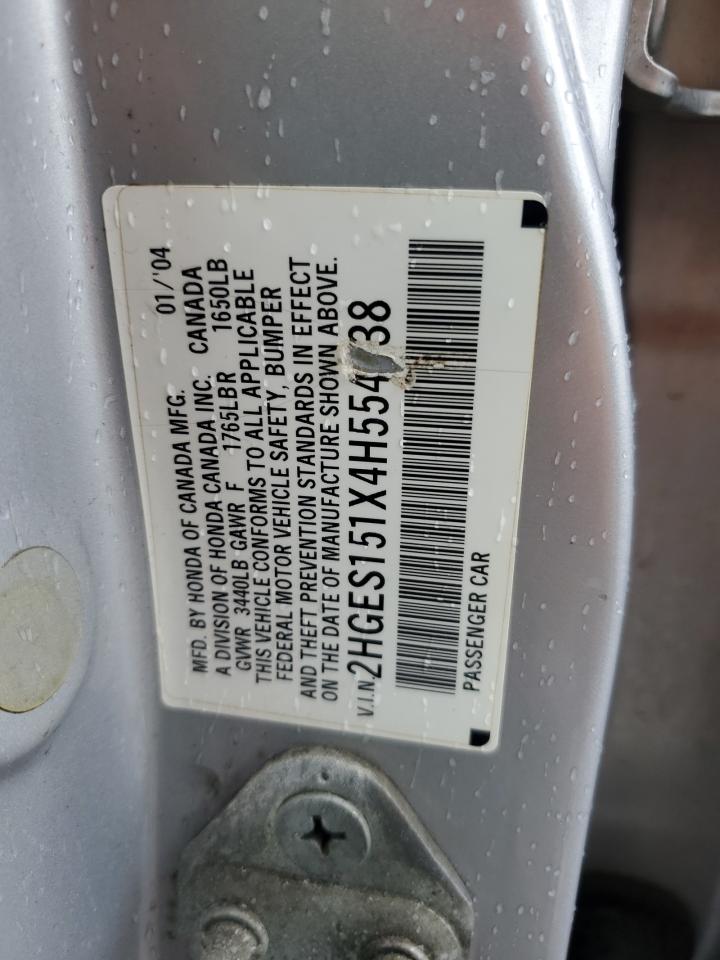 MFD. BY HONDA OF CANADA MFG. 01/'04
A DIVISION OF HONDA CANADA INC. CANADA
GVWR 3440LB GAWR F 1765LBR 1650LB
THIS VEHICLE CONFORMS TO ALL APPLICABLE
FEDERAL MOTOR VEHICLE SAFETY, BUMPER
AND THEFT PREVENTION STANDARDS IN EFFECT
ON THE DATE OF MANUFACTURE SHOWN ABOVE.
V.I.N.
PASSENGER CAR